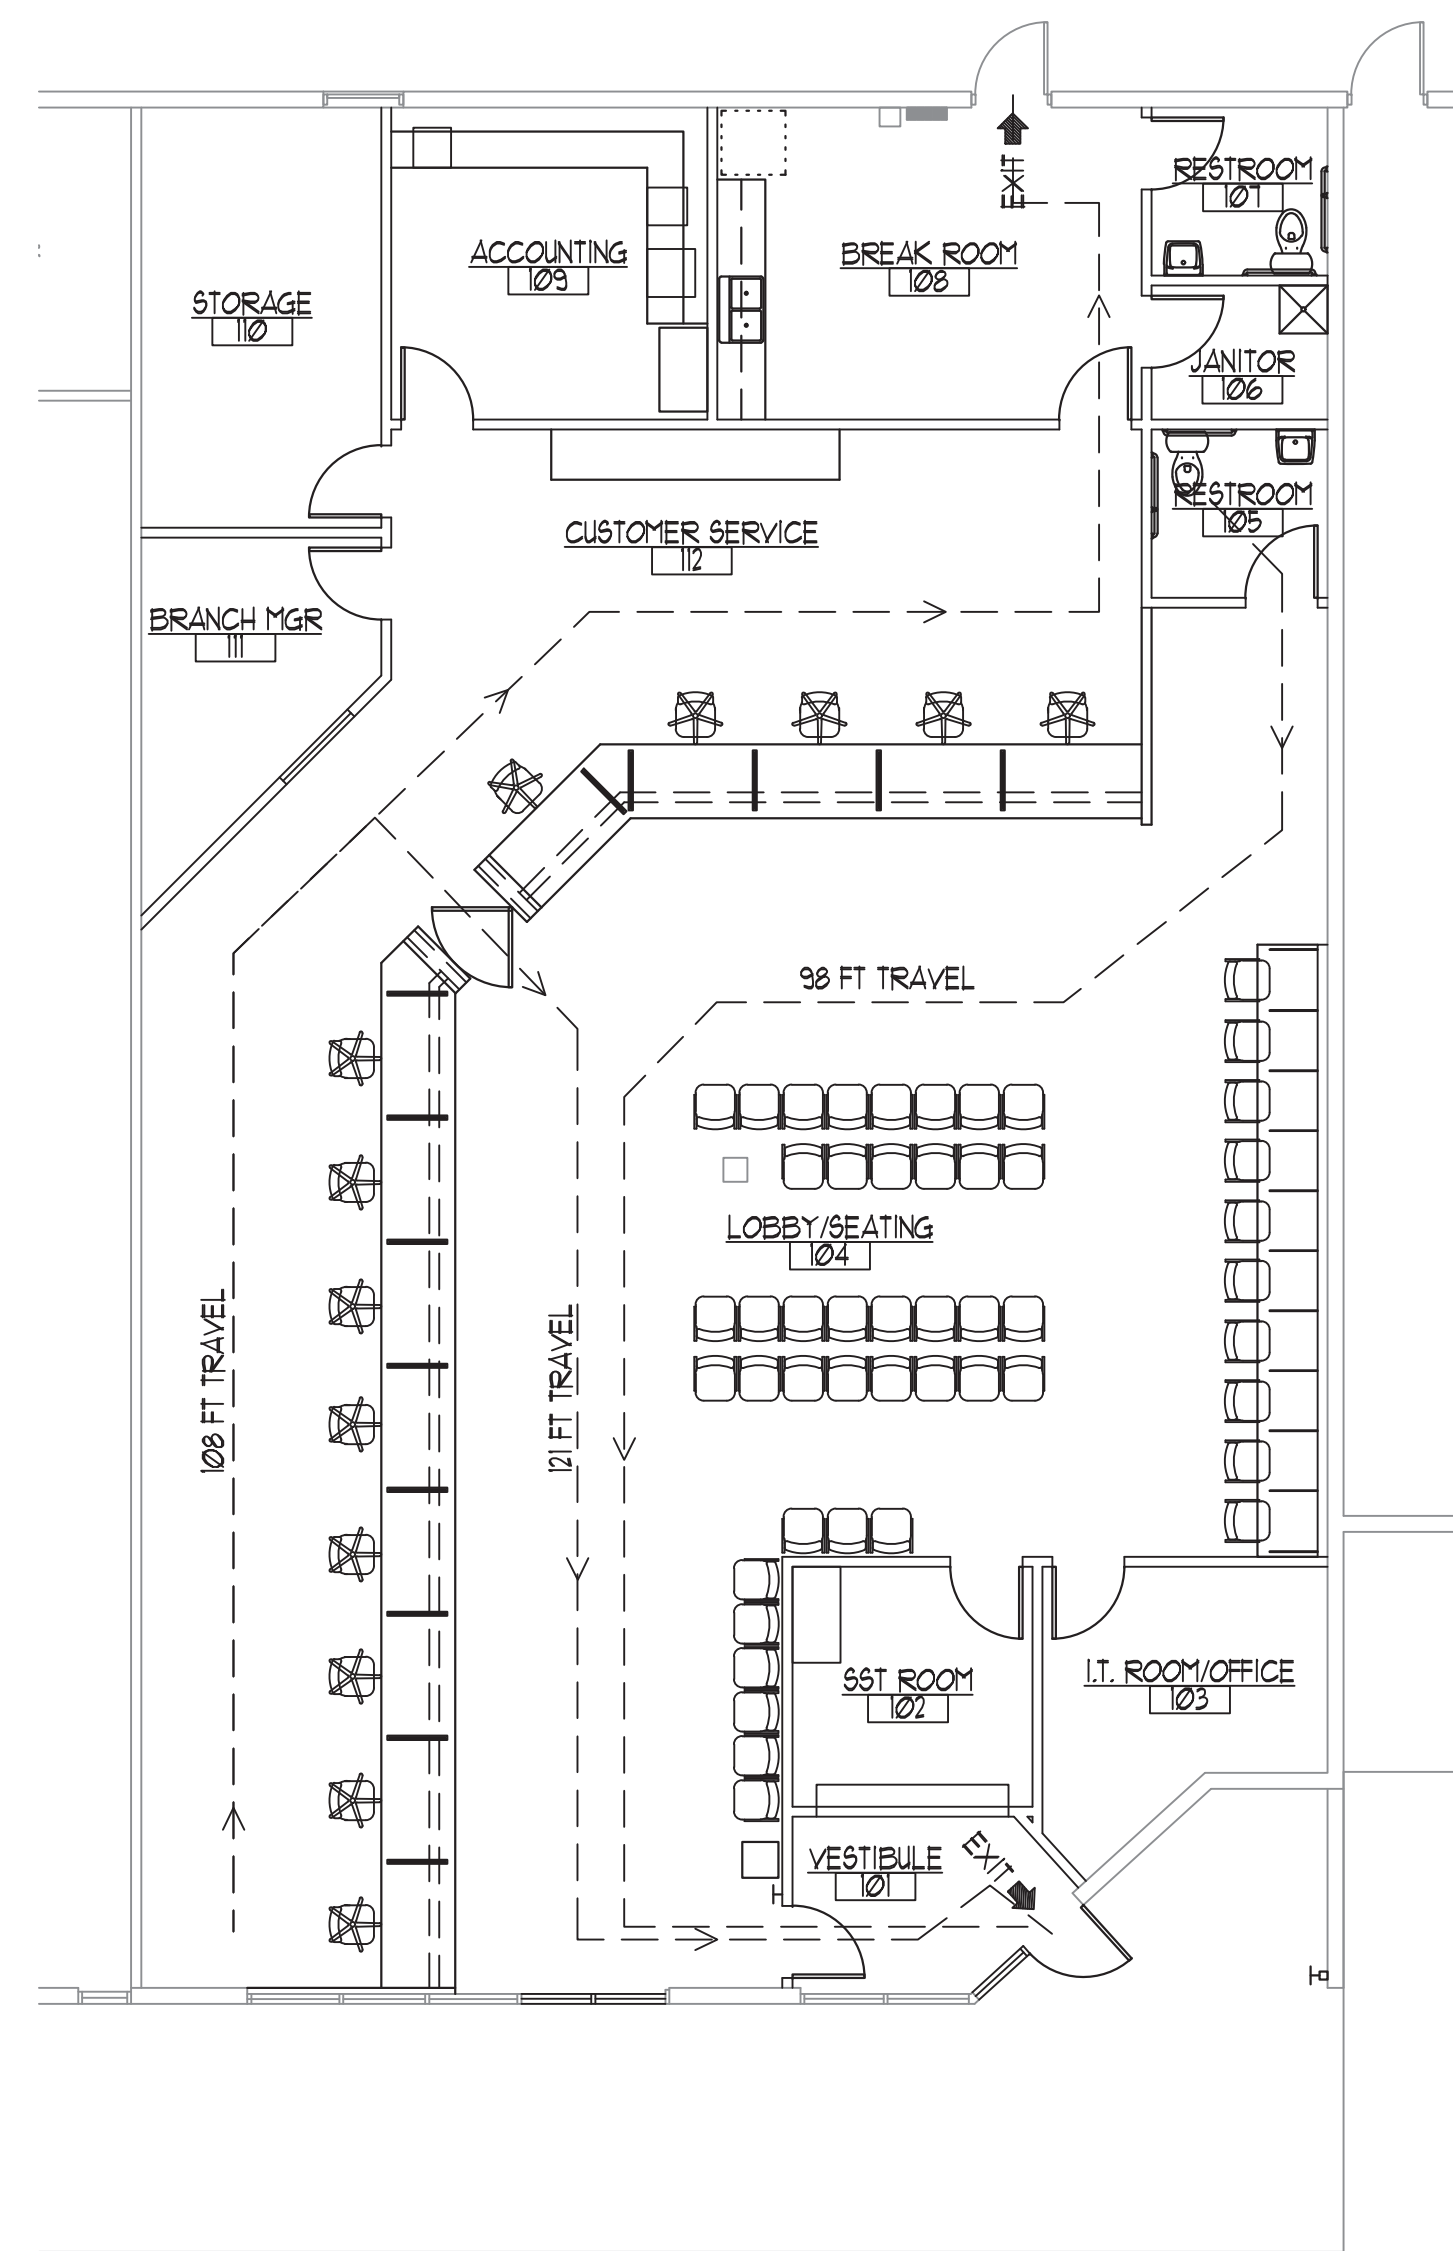 EXIT
RESTROOM
107
ACCOUNTING
109
BREAK ROOM
108
STORAGE
110
JANITOR
106
RESTROOM
105
CUSTOMER SERVICE
112
BRANCH MGR
111
98 FT TRAVEL
LOBBY/SEATING
104
108 FT TRAVEL
121 FT TRAVEL
SST ROOM
102
I.T. ROOM/OFFICE
103
VESTIBULE
101
EXIT